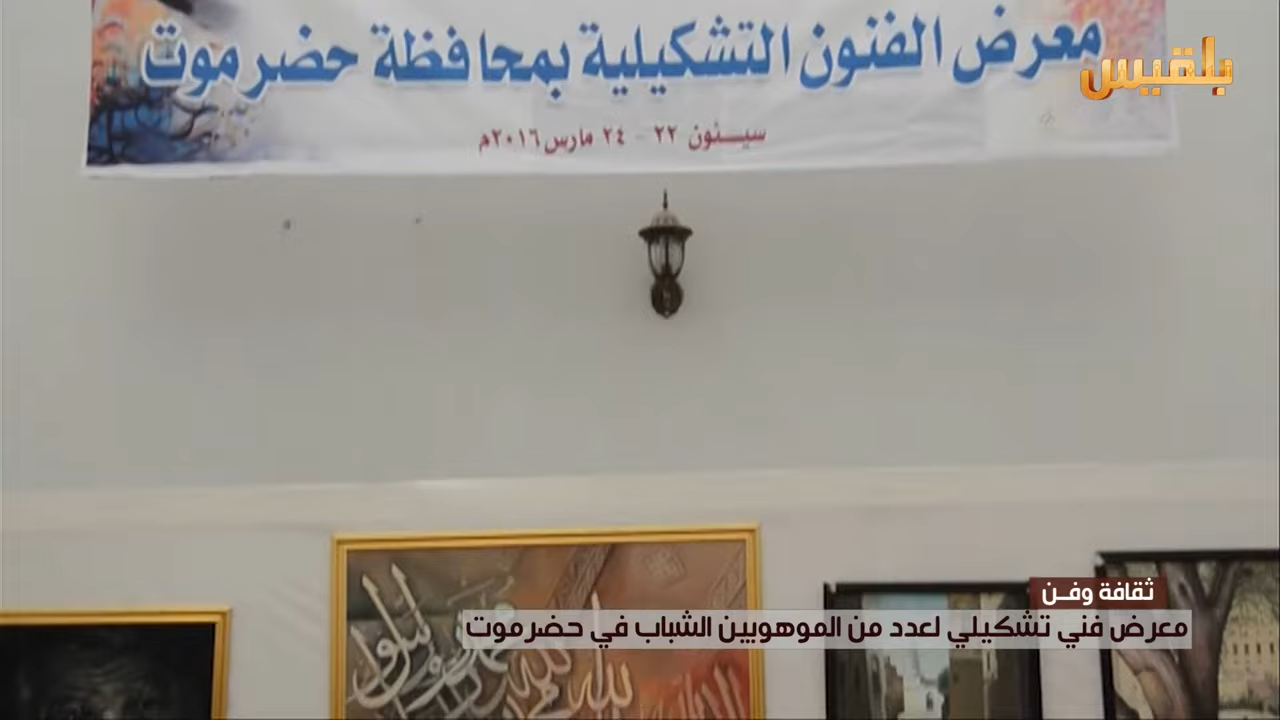 معرض الفنون التشكيلية بمحافظة حضرموت
بلقيس
سيئون ٢٢ - ٢٤ مارس ٢٠١٦م
ثقافة وفن
معرض فني تشكيلي لعدد من الموهوبين الشباب في حضرموت